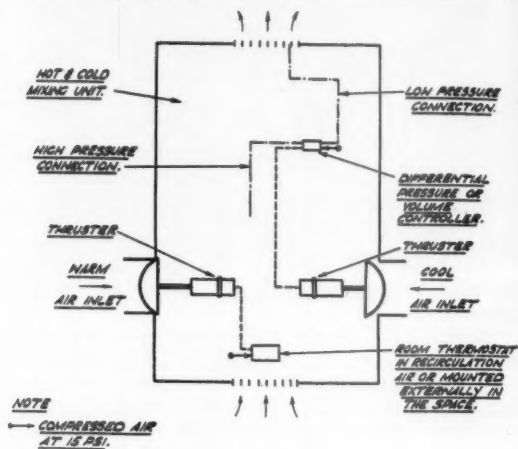 HOT & COLD
MIXING UNIT.
LOW PRESSURE
CONNECTION.
HIGH PRESSURE
CONNECTION.
DIFFERENTIAL
PRESSURE OR
VOLUME
CONTROLLER.
THRUSTER
THRUSTER
WARM
AIR INLET
COOL
AIR INLET
ROOM THERMOSTAT
IN RECIRCULATION
AIR OR MOUNTED
EXTERNALLY IN
THE SPACE.
NOTE
COMPRESSED AIR
AT 15 PSI.